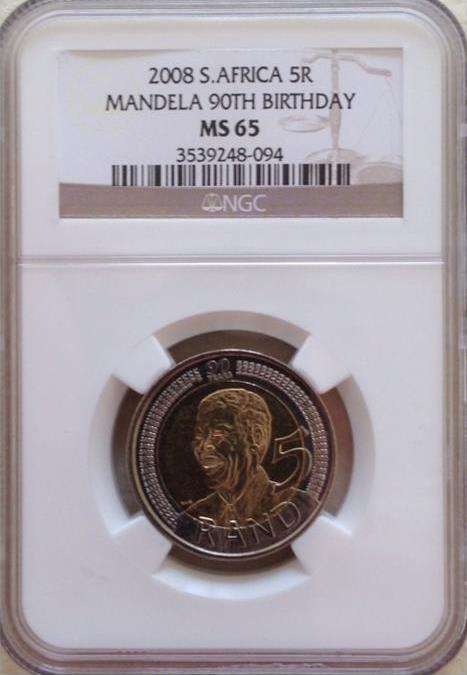 2008 S.AFRICA 5R
MANDELA 90TH BIRTHDAY
MS 65
3539248-094
NGC
90
5
RAND